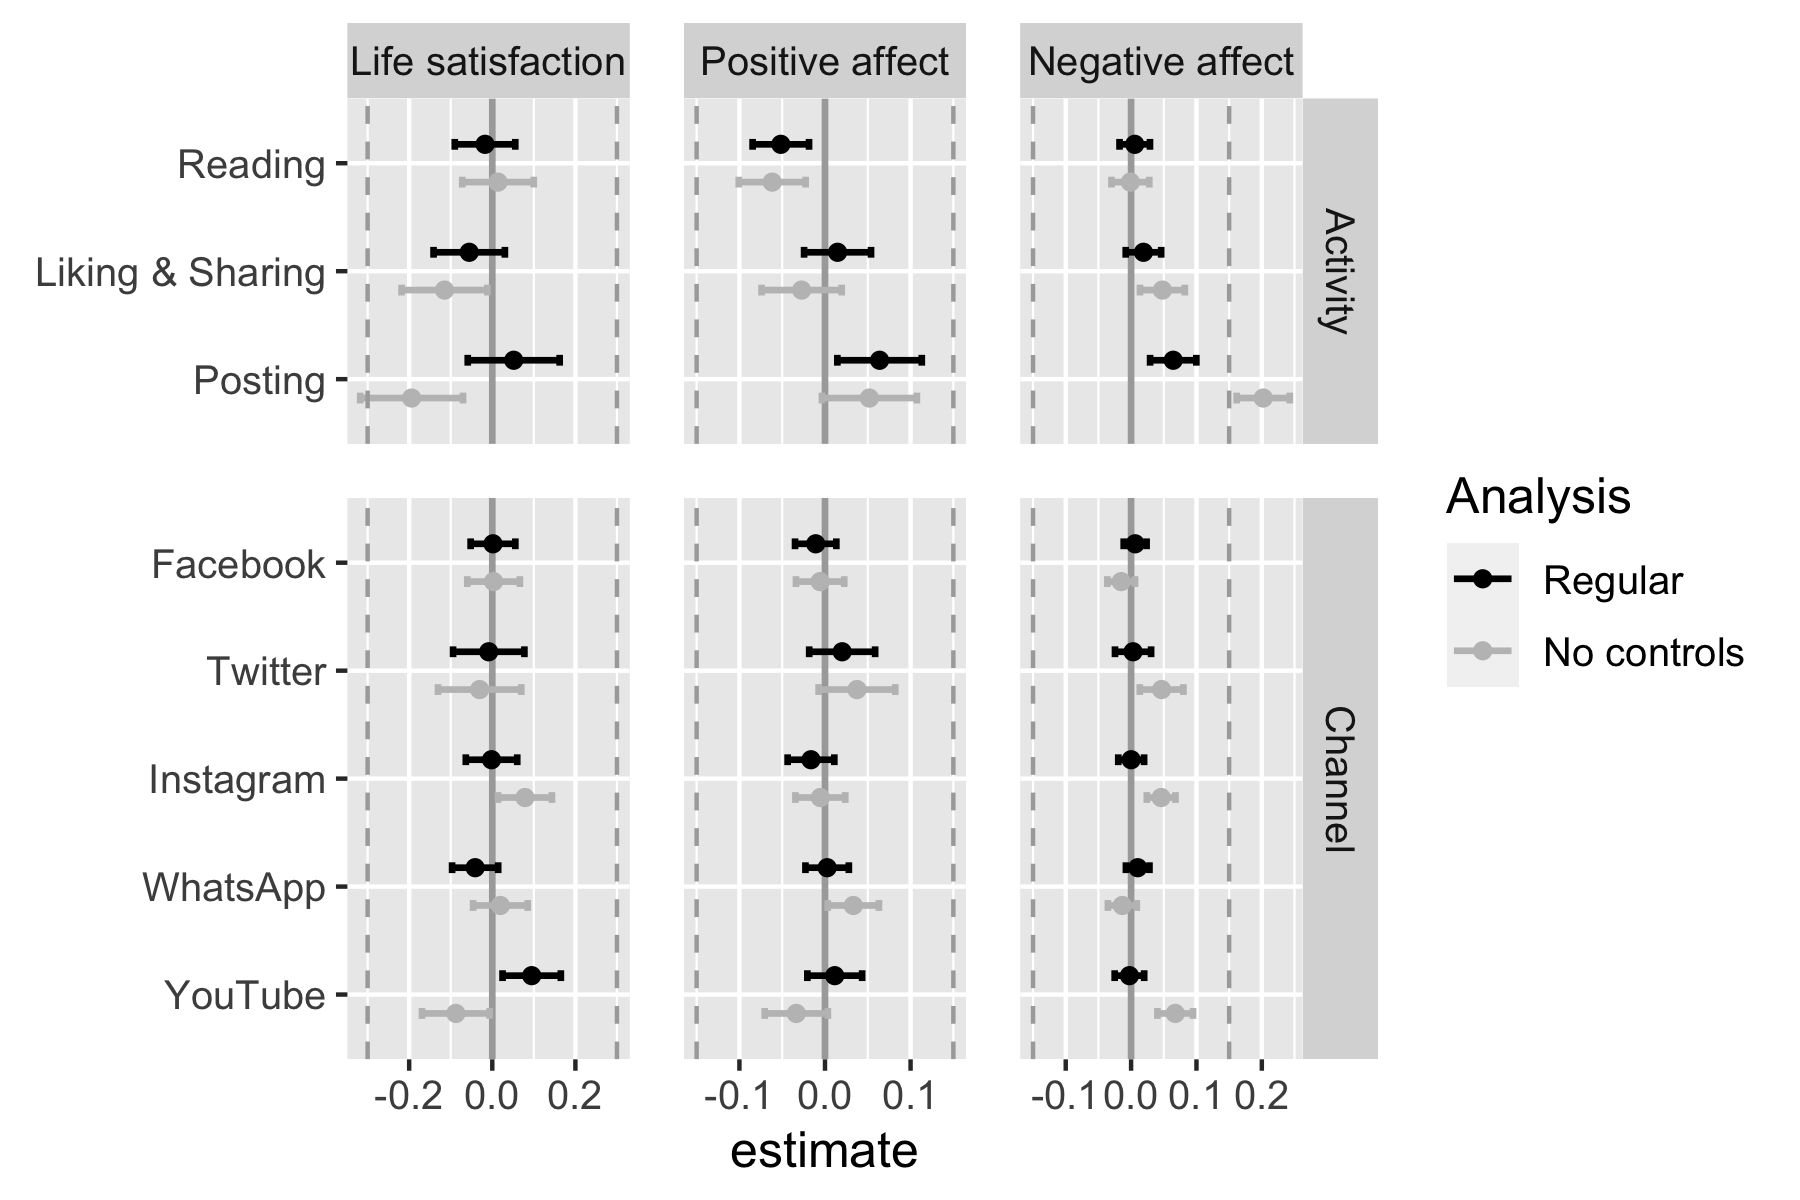 Life satisfaction Positive affect Negative affect
Reading
Liking & Sharing
Posting
Activity
Facebook
Twitter
Instagram
WhatsApp
YouTube
Channel
-0.2 0.0 0.2 -0.1 0.0 0.1 -0.1 0.0 0.1 0.2
estimate
Analysis
Regular
No controls